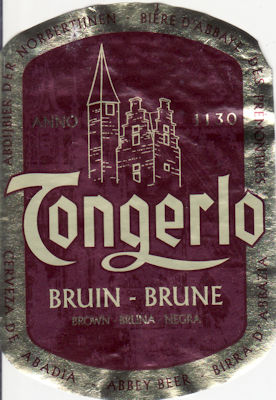 ABDIJBIER DER NORBERTIJNEN - BIÈRE D'ABBAYE DES PREMONTRÉS
ANNO 1130
Tongerlo
BRUIN - BRUNE
BROWN - BRUNA - NEGRA
CERVEZA DE ABADIA
ABBEY BEER
BIRRA D'ABBAZIA